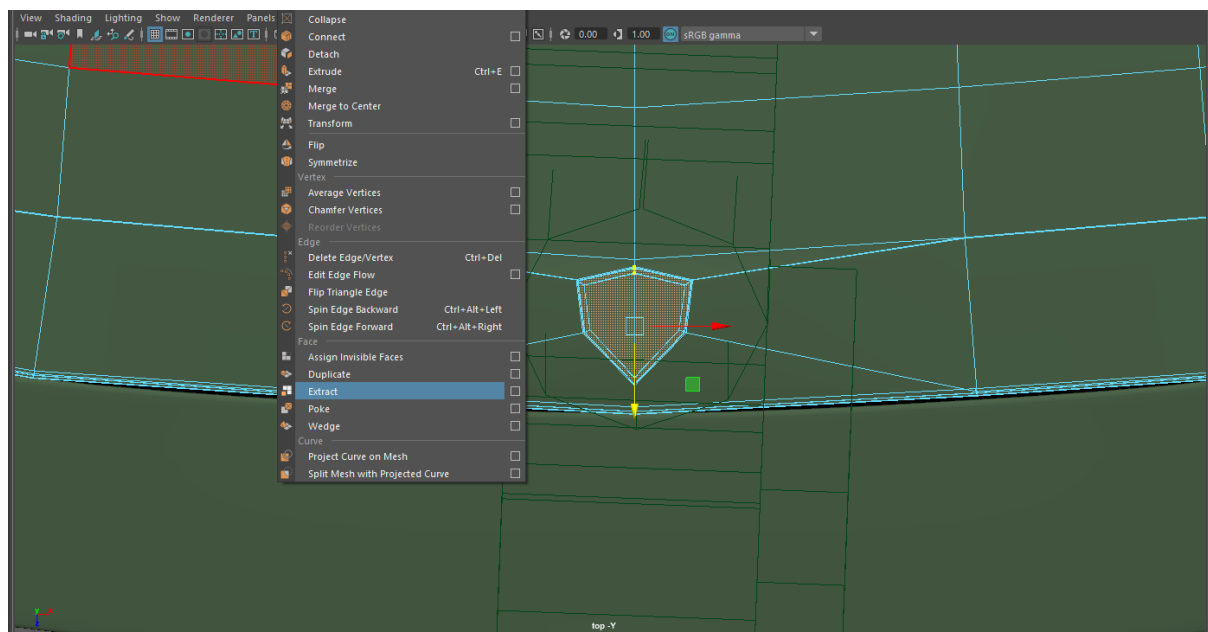 View Shading Lighting Show Renderer Panels
0.00 1.00 sRGB gamma
Collapse
Connect
Detach
Extrude Ctrl+E
Merge
Merge to Center
Transform
Flip
Symmetrize
Vertex
Average Vertices
Chamfer Vertices
Reorder Vertices
Edge
Delete Edge/Vertex Ctrl+Del
Edit Edge Flow
Flip Triangle Edge
Spin Edge Backward Ctrl+Alt+Left
Spin Edge Forward Ctrl+Alt+Right
Face
Assign Invisible Faces
Duplicate
Extract
Poke
Wedge
Curve
Project Curve on Mesh
Split Mesh with Projected Curve
top -Y